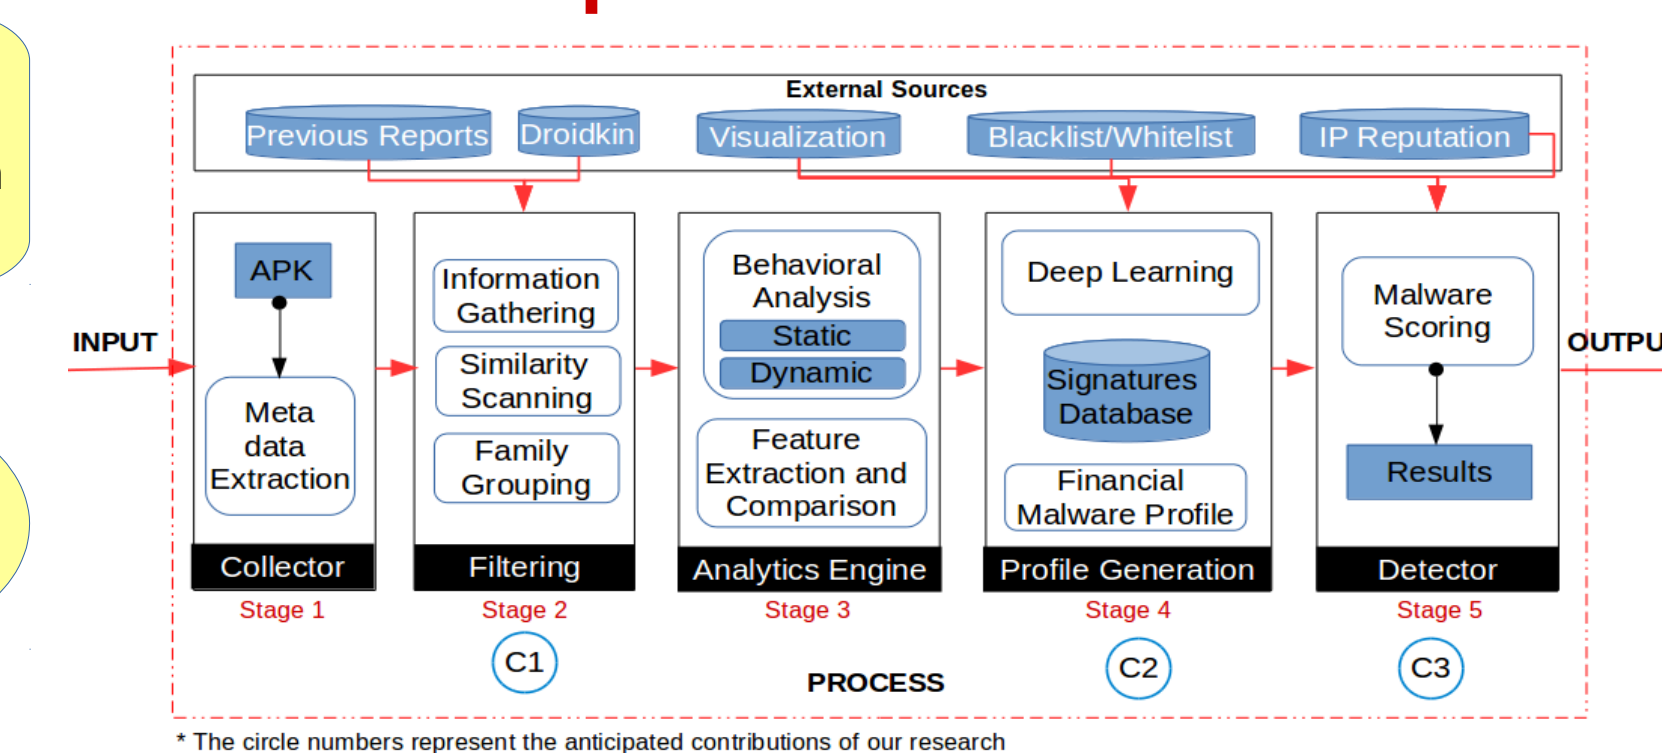 External Sources
Previous Reports
Droidkin
Visualization
Blacklist/Whitelist
IP Reputation
INPUT
APK
Meta
data
Extraction
Collector
Stage 1
Information
Gathering
Similarity
Scanning
Family
Grouping
Filtering
Stage 2
C1
Behavioral
Analysis
Static
Dynamic
Feature
Extraction and
Comparison
Analytics Engine
Stage 3
Deep Learning
Signatures
Database
Financial
Malware Profile
Profile Generation
Stage 4
C2
Malware
Scoring
Results
Detector
Stage 5
C3
OUTPU
PROCESS
* The circle numbers represent the anticipated contributions of our research